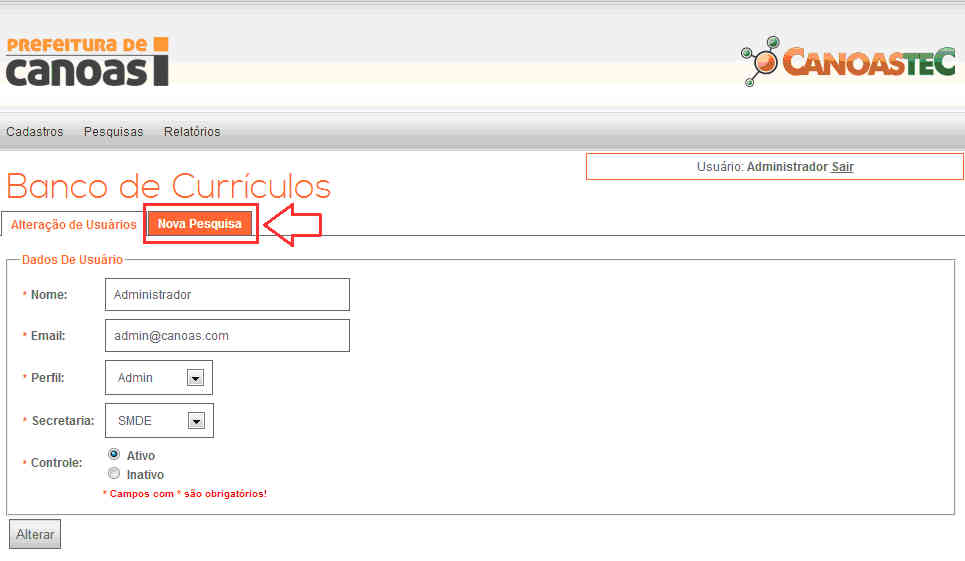 PREFEITURA DE
CANOAS
CANOASTEC
Cadastros Pesquisas Relatórios
Usuário: Administrador Sair
Banco de Currículos
Alteração de Usuários Nova Pesquisa
Dados De Usuário
* Nome: Administrador
* Email: admin@canoas.com
* Perfil: Admin
* Secretaria: SMDE
* Controle: Ativo
Inativo
* Campos com * são obrigatórios!
Alterar